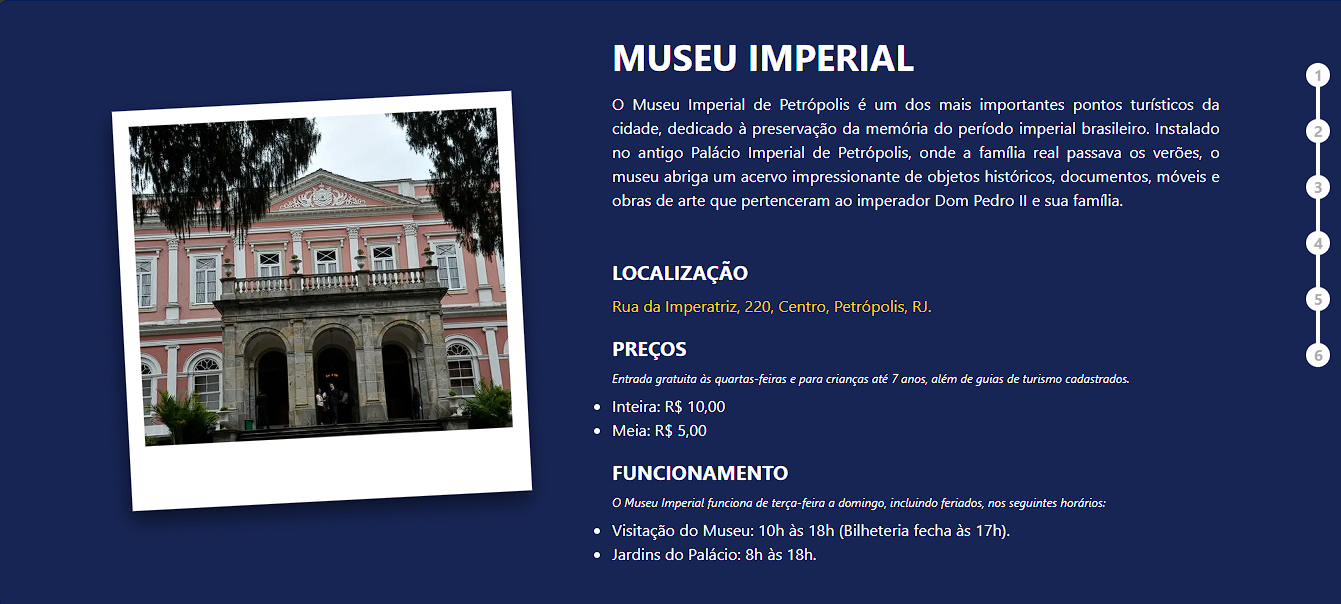 MUSEU IMPERIAL
O Museu Imperial de Petrópolis é um dos mais importantes pontos turísticos da
cidade, dedicado à preservação da memória do período imperial brasileiro. Instalado
no antigo Palácio Imperial de Petrópolis, onde a família real passava os verões, o
museu abriga um acervo impressionante de objetos históricos, documentos, móveis e
obras de arte que pertenceram ao imperador Dom Pedro II e sua família.
LOCALIZAÇÃO
Rua da Imperatriz, 220, Centro, Petrópolis, RJ.
PREÇOS
Entrada gratuita às quartas-feiras e para crianças até 7 anos, além de guias de turismo cadastrados.
• Inteira: R$ 10,00
• Meia: R$ 5,00
FUNCIONAMENTO
O Museu Imperial funciona de terça-feira a domingo, incluindo feriados, nos seguintes horários:
• Visitação do Museu: 10h às 18h (Bilheteria fecha às 17h).
• Jardins do Palácio: 8h às 18h.
1
2
3
4
5
6